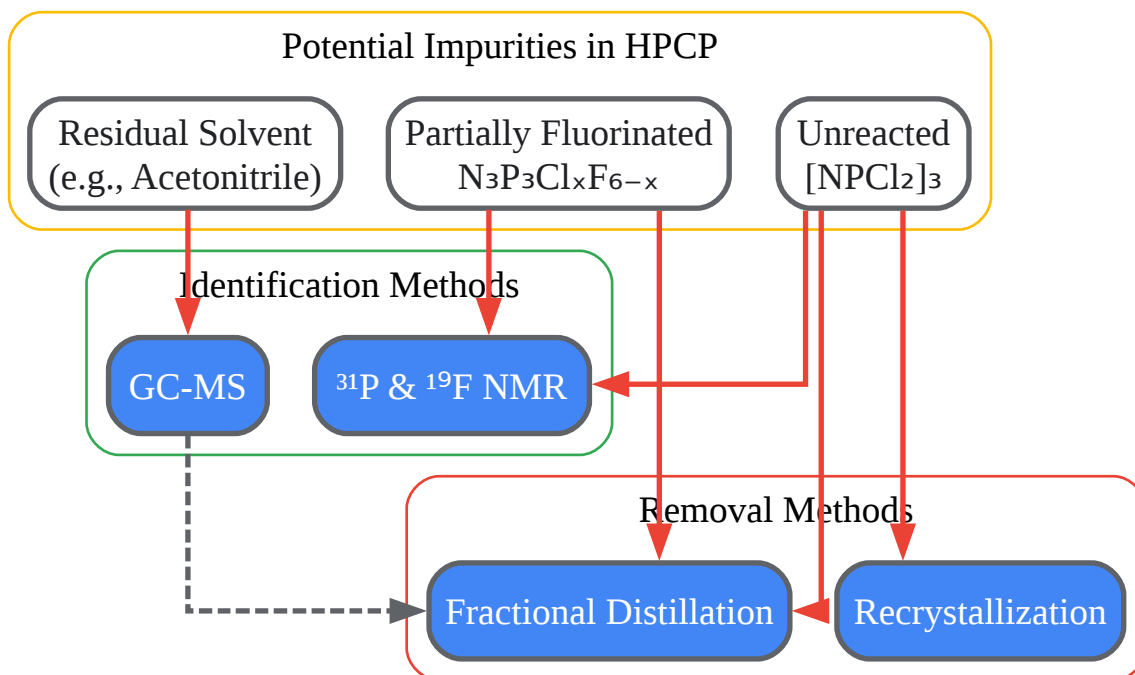 Potential Impurities in HPCP
Residual Solvent
(e.g., Acetonitrile)
Partially Fluorinated
N₃P₃ClₓF₆₋ₓ
Unreacted
[NPCl₂]₃
Identification Methods
GC-MS
³¹P & ¹⁹F NMR
Removal Methods
Fractional Distillation
Recrystallization